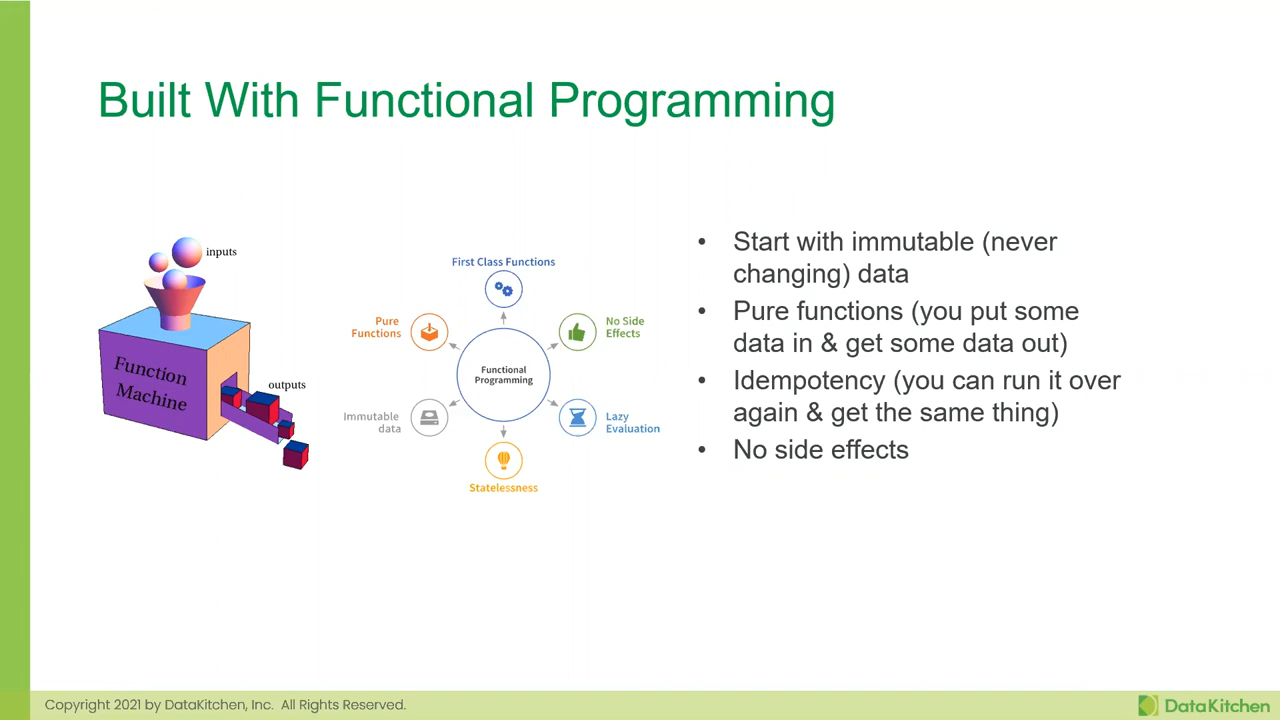 Built With Functional Programming
inputs
Function
Machine
outputs
First Class Functions
Pure
Functions
No Side
Effects
Functional
Programming
Immutable
data
Lazy
Evaluation
Statelessness
• Start with immutable (never
changing) data
• Pure functions (you put some
data in & get some data out)
• Idempotency (you can run it over
again & get the same thing)
• No side effects
Copyright 2021 by DataKitchen, Inc. All Rights Reserved.
DataKitchen